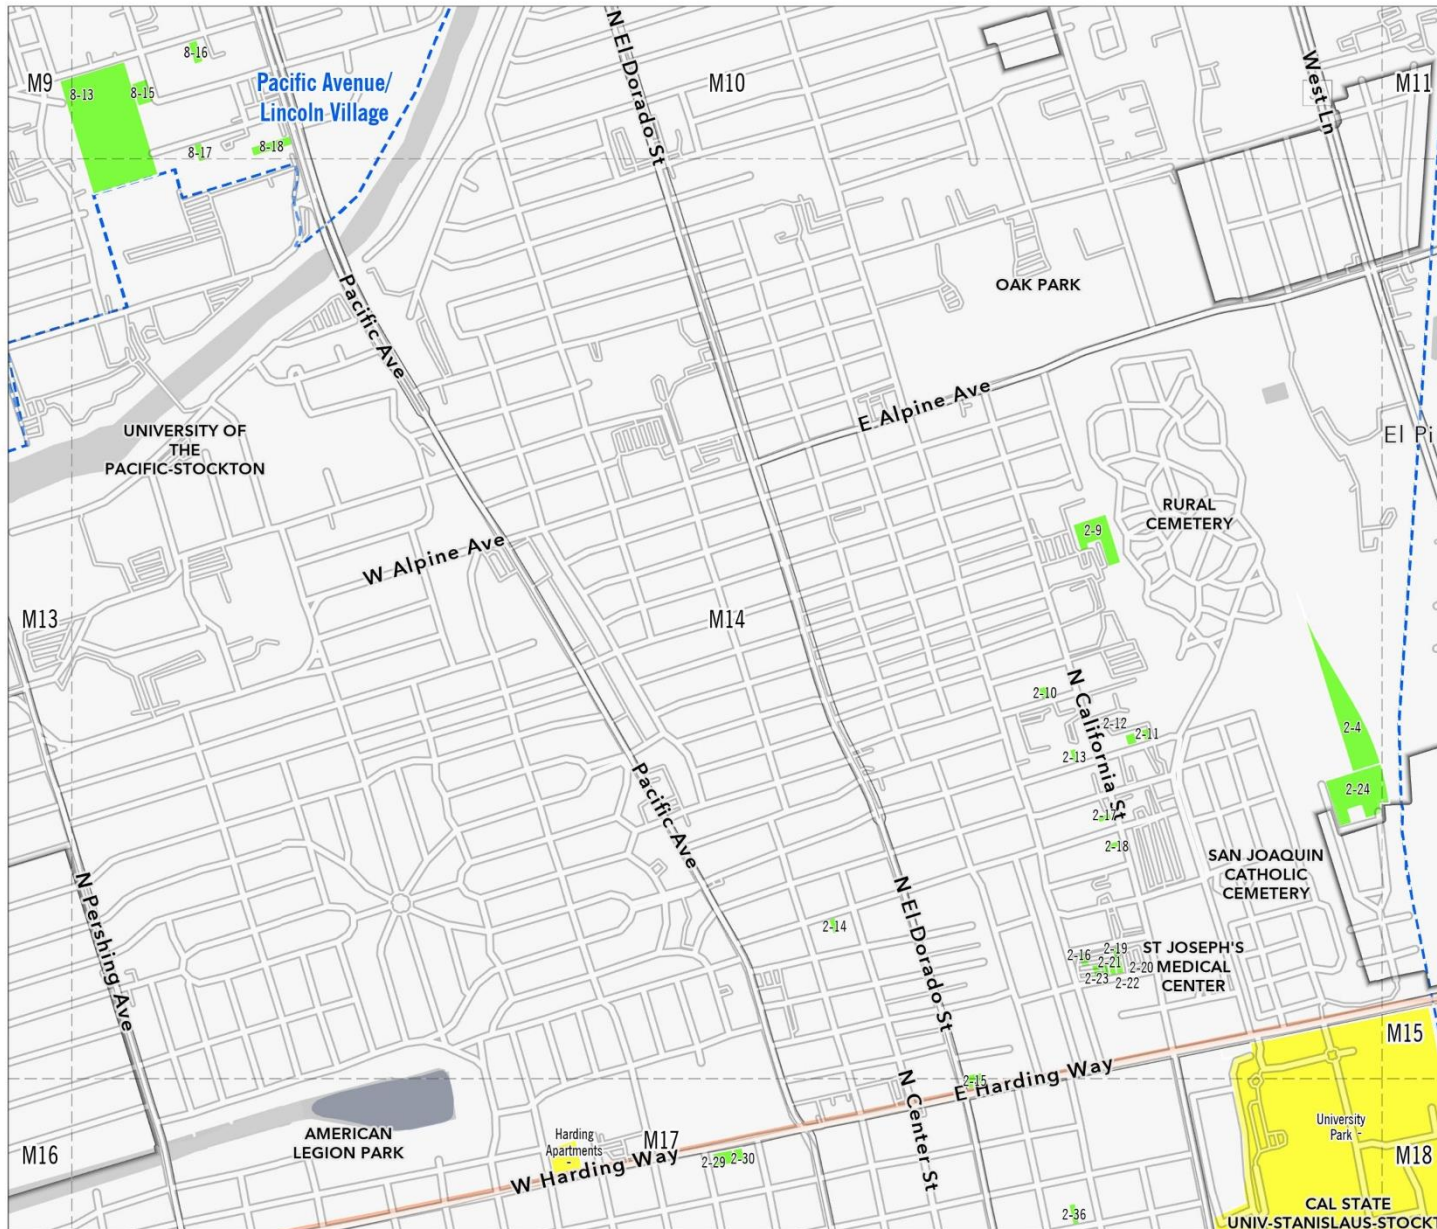 N El Dorado St
8-16
M9
Pacific Avenue/
Lincoln Village
M10
M11
West Ln
8-13
8-15
8-17
8-18
OAK PARK
Pacific Ave
E Alpine Ave
UNIVERSITY OF
THE
PACIFIC-STOCKTON
El Pi
RURAL
CEMETERY
2-9
W Alpine Ave
M13
M14
2-10
N California St
2-12
2-11
2-13
2-4
Pacific Ave
2-24
2-17
2-18
SAN JOAQUIN
CATHOLIC
CEMETERY
N Pershing Ave
N El Dorado St
2-14
2-16
2-19
2-21
2-20
2-23
2-22
ST JOSEPH'S
MEDICAL
CENTER
M15
2-15
E Harding Way
N Center St
AMERICAN
LEGION PARK
Harding
Apartments
M16
M17
University
Park
M18
2-29
2-30
W Harding Way
2-36
CAL STATE
UNIV-STANISLAUS-STOCKT